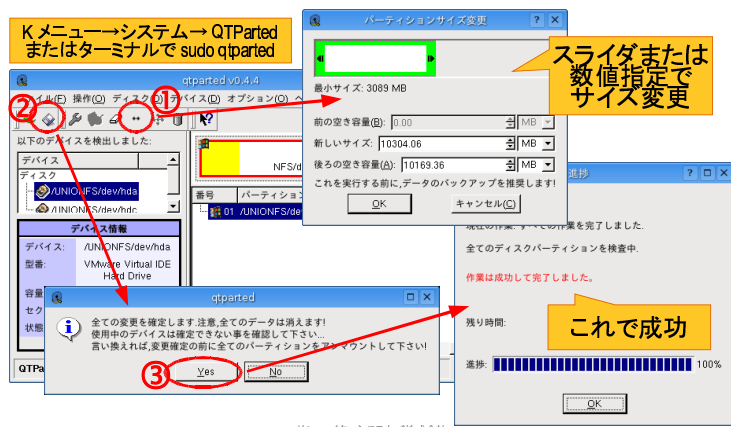 Kメニュー→システム→QTParted
またはターミナルで sudo qtparted
パーティションサイズ変更
最小サイズ: 3089 MB
前の空き容量(B): 0.00 MB
新しいサイズ: 10304.06 MB
後ろの空き容量(A): 10169.36 MB
これを実行する前に,データのバックアップを推奨します!
OK キャンセル(C)
スライダまたは
数値指定で
サイズ変更
qtparted v0.4.4
イル(F) 操作(O) ディスク(D) デバイス(D) オプション(O)
② ①
以下のデバイスを検出しました:
デバイス
ディスク
/UNIONFS/dev/hda
/UNIONFS/dev/hdc
NFS/d
番号 パーティション
01 /UNIONFS/de
デバイス情報
デバイス: /UNIONFS/dev/hda
型番: VMware Virtual IDE
Hard Drive
容量
セク
状態
QTPa
qtparted
全ての変更を確定します.注意,全てのデータは消えます!
使用中のデバイスは確定できない事を確認して下さい...
言い換えれば,変更確定の前に全てのパーティションをアンマウントして下さい!
③ Yes No
進捗
現在の作業: すべての作業を完了しました.
全てのディスクパーティションを検査中.
作業は成功して完了しました。
残り時間:
これで成功
進捗: 100%
OK